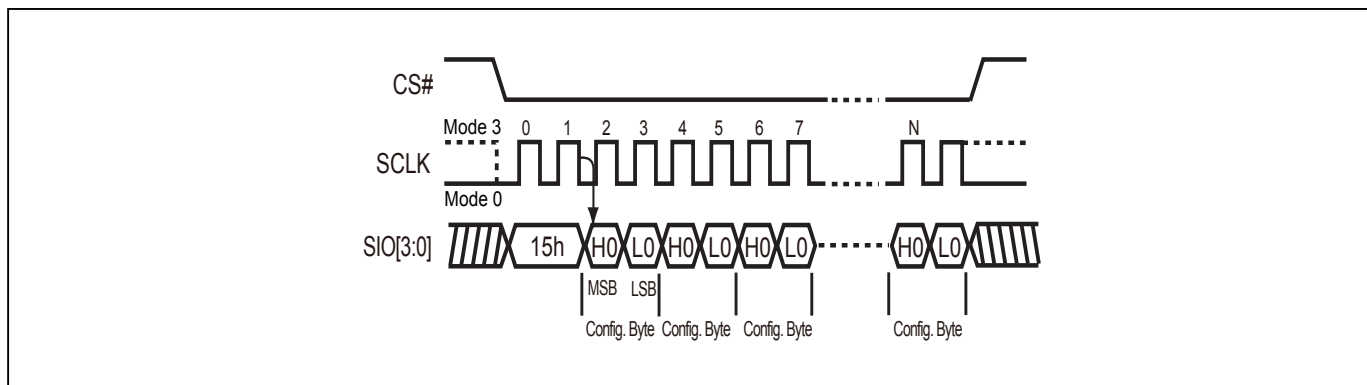 CS#
Mode 3 0 1 2 3 4 5 6 7 N
SCLK
Mode 0
SIO[3:0] 15h H0 L0 H0 L0 H0 L0 H0 L0
MSB LSB
Config. Byte Config. Byte Config. Byte Config. Byte